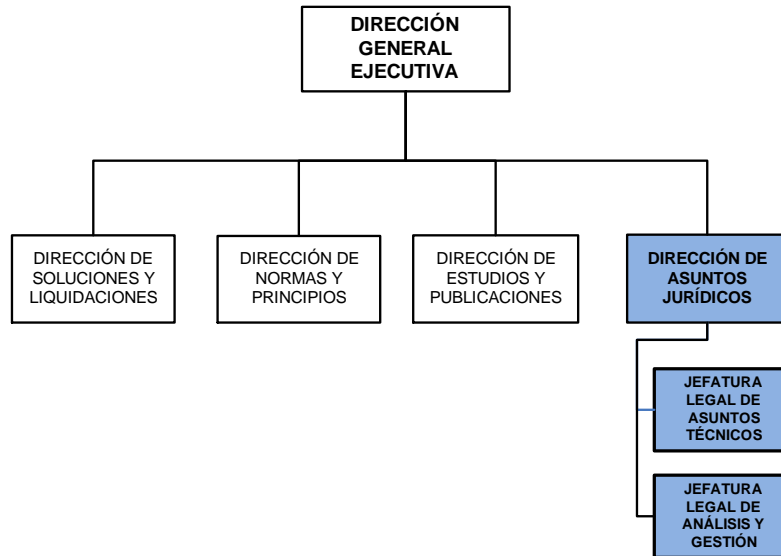 DIRECCIÓN
GENERAL
EJECUTIVA
DIRECCIÓN DE
SOLUCIONES Y
LIQUIDACIONES
DIRECCIÓN DE
NORMAS Y
PRINCIPIOS
DIRECCIÓN DE
ESTUDIOS Y
PUBLICACIONES
DIRECCIÓN DE
ASUNTOS
JURÍDICOS
JEFATURA
LEGAL DE
ASUNTOS
TÉCNICOS
JEFATURA
LEGAL DE
ANÁLISIS Y
GESTIÓN